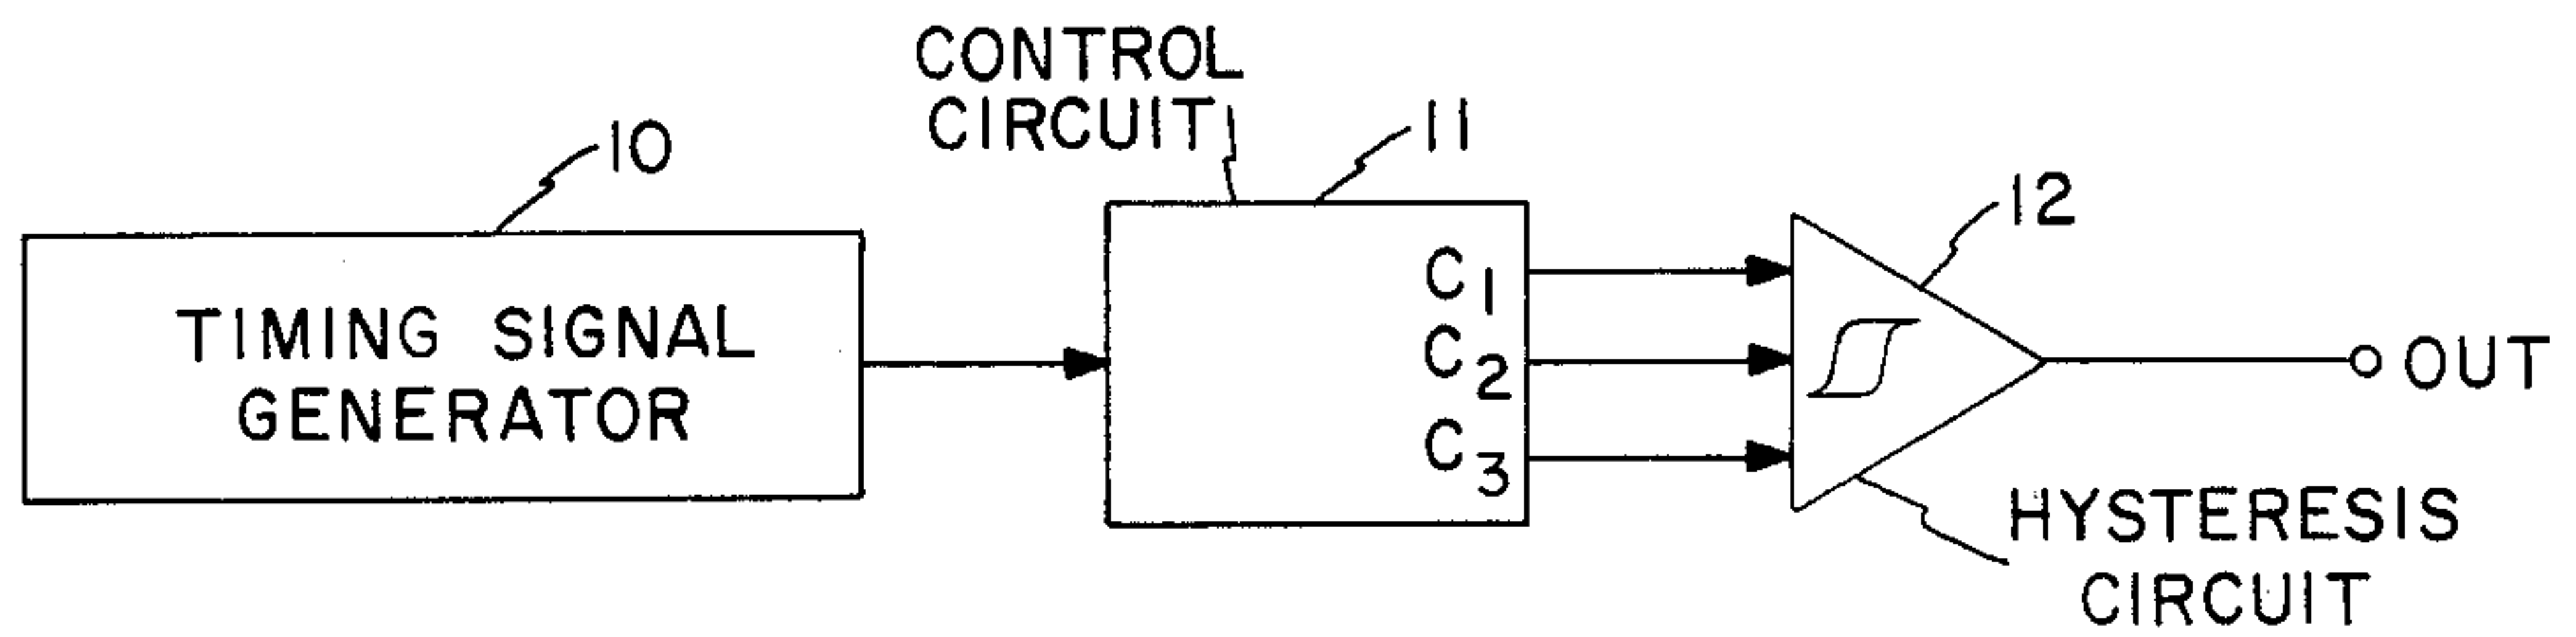 CONTROL
CIRCUIT
10
11
12
TIMING SIGNAL
GENERATOR
C1
C2
C3
OUT
HYSTERESIS
CIRCUIT